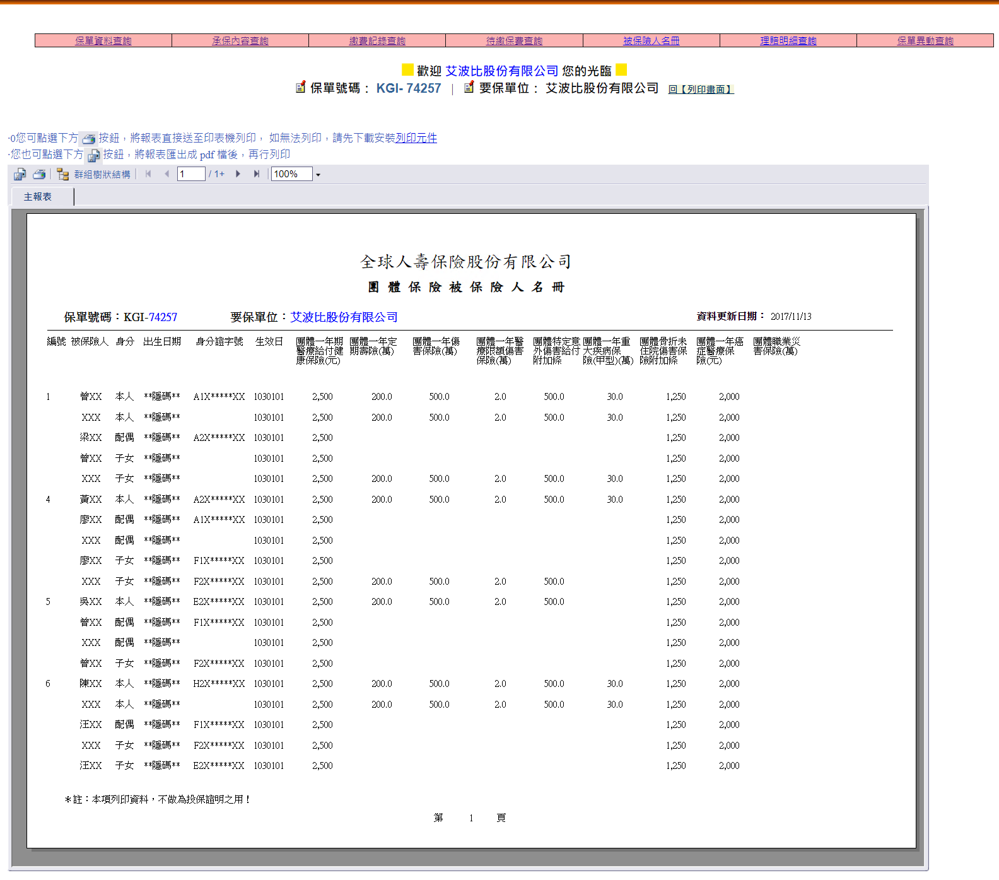 保單資料查詢 承保內容查詢 繳費記錄查詢 待繳保費查詢 被保險人名冊 理賠明細查詢 保單異動查詢
歡迎 艾波比股份有限公司 您的光臨
保單號碼： KGI- 74257 | 要保單位： 艾波比股份有限公司 回【列印畫面】
·0您可點選下方 按鈕，將報表直接送至印表機列印， 如無法列印，請先下載安裝列印元件
·您也可點選下方 按鈕，將報表匯出成 pdf 檔後，再行列印
群組樹狀結構 1 / 1+ 100%
主報表
全球人壽保險股份有限公司
團體保險被保險人名冊
保單號碼：KGI-74257 要保單位：艾波比股份有限公司 資料更新日期： 2017/11/13
編號 被保險人 身分 出生日期 身分證字號 生效日 團體一年期醫療給付健康保險(元) 團體一年定期壽險(萬) 團體一年傷害保險(萬) 團體一年醫療限額傷害保險(萬) 團體特定意外傷害給付附加條 團體一年重大疾病保險(甲型)(萬) 團體骨折未住院傷害保險附加條 團體一年癌症醫療保險(元) 團體職業災害保險(萬)
1 曾XX 本人 **隱碼** A1X*****XX 1030101 2,500 200.0 500.0 2.0 500.0 30.0 1,250 2,000
XXX 本人 **隱碼** 1030101 2,500 200.0 500.0 2.0 500.0 30.0 1,250 2,000
梁XX 配偶 **隱碼** A2X*****XX 1030101 2,500 1,250 2,000
曾XX 子女 **隱碼** 1030101 2,500 1,250 2,000
XXX 子女 **隱碼** 1030101 2,500 200.0 500.0 2.0 500.0 30.0 1,250 2,000
4 黃XX 本人 **隱碼** A2X*****XX 1030101 2,500 200.0 500.0 2.0 500.0 30.0 1,250 2,000
廖XX 配偶 **隱碼** A1X*****XX 1030101 2,500 1,250 2,000
XXX 配偶 **隱碼** 1030101 2,500 1,250 2,000
廖XX 子女 **隱碼** F1X*****XX 1030101 2,500 1,250 2,000
XXX 子女 **隱碼** F2X*****XX 1030101 2,500 200.0 500.0 2.0 500.0 1,250 2,000
5 吳XX 本人 **隱碼** E2X*****XX 1030101 2,500 200.0 500.0 2.0 500.0 1,250 2,000
曾XX 配偶 **隱碼** F1X*****XX 1030101 2,500 1,250 2,000
XXX 配偶 **隱碼** 1030101 2,500 1,250 2,000
曾XX 子女 **隱碼** F2X*****XX 1030101 2,500 1,250 2,000
6 陳XX 本人 **隱碼** H2X*****XX 1030101 2,500 200.0 500.0 2.0 500.0 30.0 1,250 2,000
XXX 本人 **隱碼** 1030101 2,500 200.0 500.0 2.0 500.0 30.0 1,250 2,000
汪XX 配偶 **隱碼** F1X*****XX 1030101 2,500 1,250 2,000
XXX 子女 **隱碼** F2X*****XX 1030101 2,500 1,250 2,000
汪XX 子女 **隱碼** E2X*****XX 1030101 2,500 1,250 2,000
＊註：本項列印資料，不做為投保證明之用！
第 1 頁